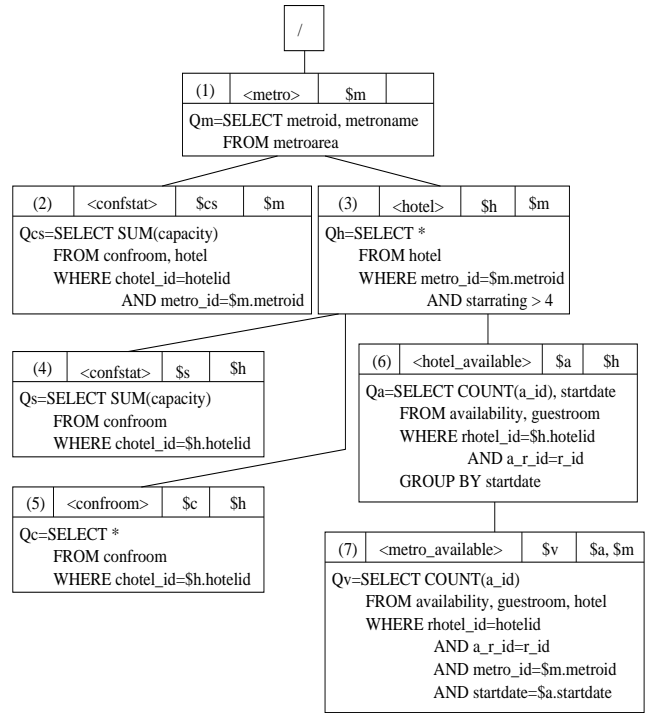 /
(1) <metro> $m
Qm=SELECT metroid, metroname
FROM metroarea
(2) <confstat> $cs $m
Qcs=SELECT SUM(capacity)
FROM confroom, hotel
WHERE chotel_id=hotelid
AND metro_id=$m.metroid
(3) <hotel> $h $m
Qh=SELECT *
FROM hotel
WHERE metro_id=$m.metroid
AND starrating > 4
(4) <confstat> $s $h
Qs=SELECT SUM(capacity)
FROM confroom
WHERE chotel_id=$h.hotelid
(5) <confroom> $c $h
Qc=SELECT *
FROM confroom
WHERE chotel_id=$h.hotelid
(6) <hotel_available> $a $h
Qa=SELECT COUNT(a_id), startdate
FROM availability, guestroom
WHERE rhotel_id=$h.hotelid
AND a_r_id=r_id
GROUP BY startdate
(7) <metro_available> $v $a, $m
Qv=SELECT COUNT(a_id)
FROM availability, guestroom, hotel
WHERE rhotel_id=hotelid
AND a_r_id=r_id
AND metro_id=$m.metroid
AND startdate=$a.startdate